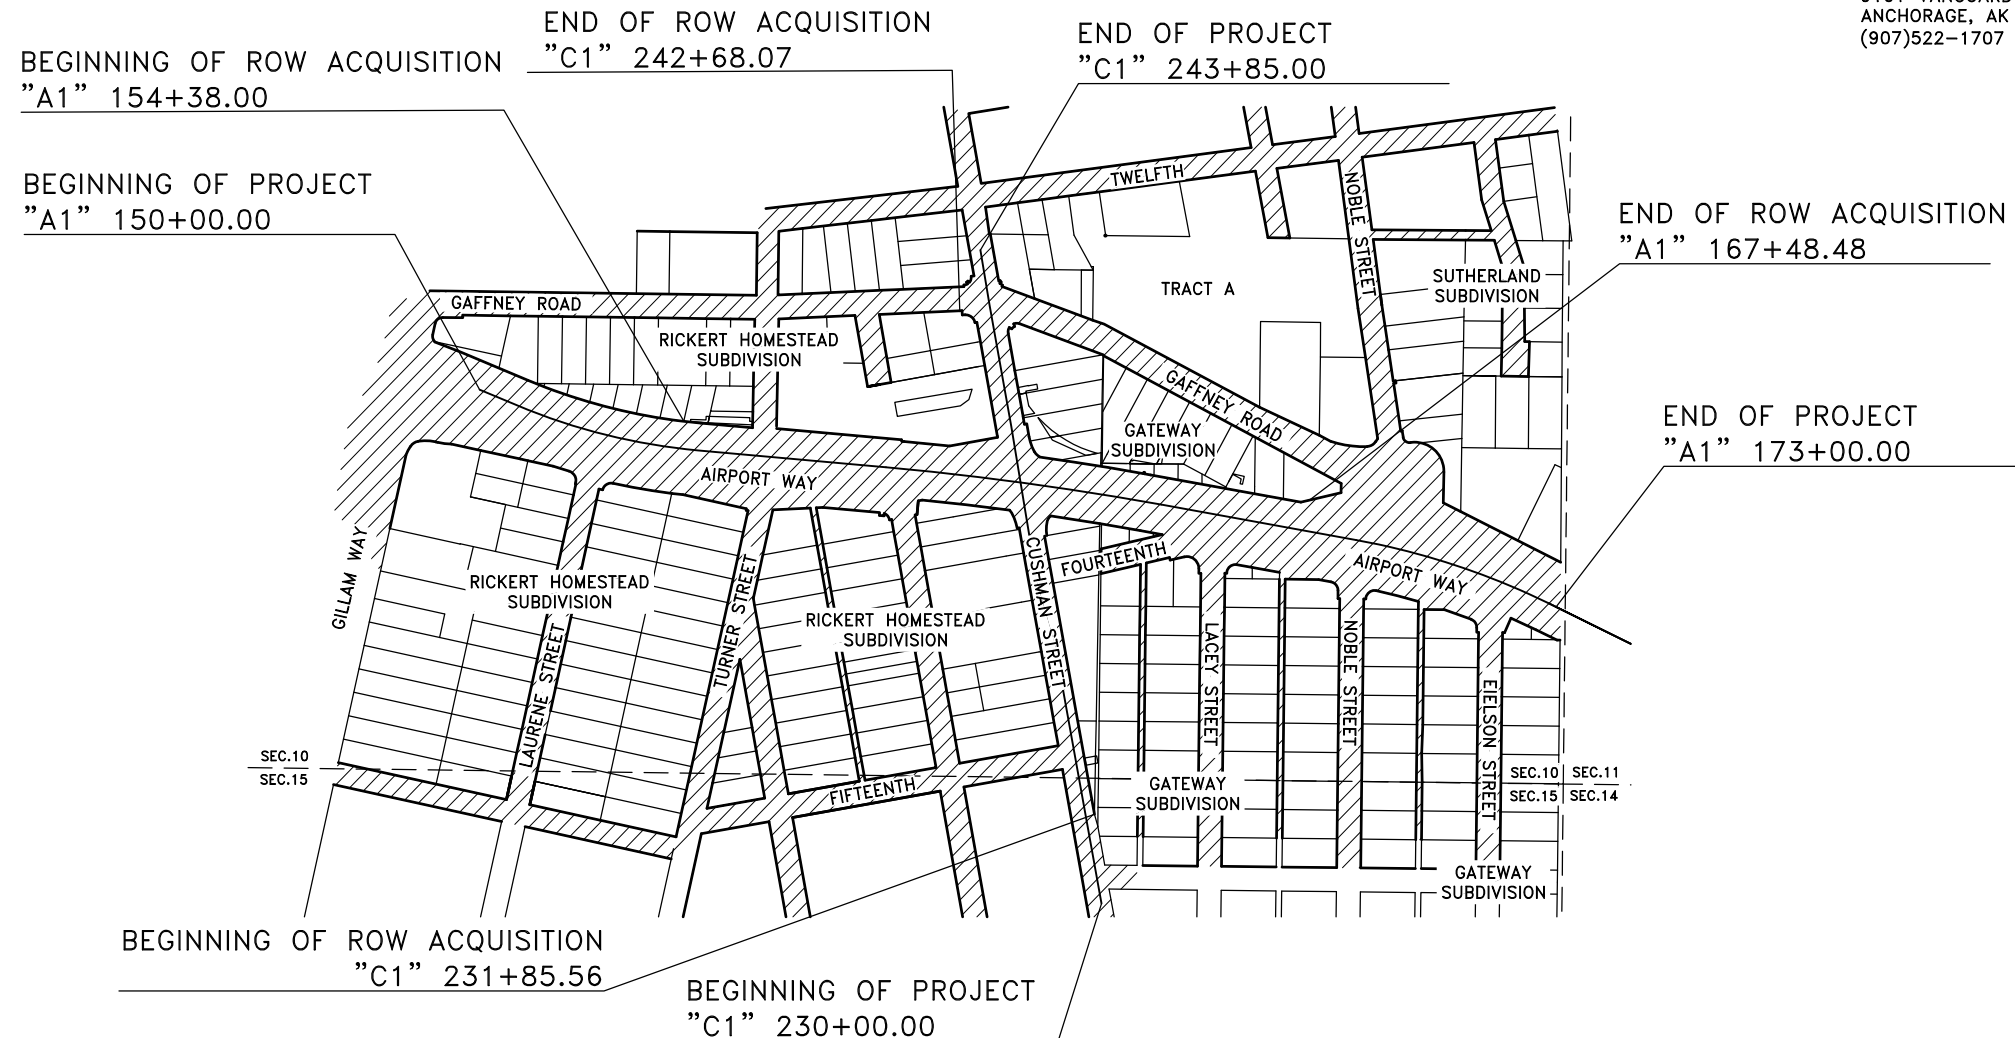 ANCHORAGE, AK
(907)522-1707
END OF ROW ACQUISITION
"C1" 242+68.07
END OF PROJECT
"C1" 243+85.00
BEGINNING OF ROW ACQUISITION
"A1" 154+38.00
BEGINNING OF PROJECT
"A1" 150+00.00
END OF ROW ACQUISITION
"A1" 167+48.48
END OF PROJECT
"A1" 173+00.00
TWELFTH
NOBLE STREET
SUTHERLAND
SUBDIVISION
TRACT A
GAFFNEY ROAD
RICKERT HOMESTEAD
SUBDIVISION
GAFFNEY ROAD
GATEWAY
SUBDIVISION
AIRPORT WAY
FOURTEENTH
AIRPORT WAY
GILLAM WAY
RICKERT HOMESTEAD
SUBDIVISION
LAURENE STREET
TURNER STREET
RICKERT HOMESTEAD
SUBDIVISION
CUSHMAN STREET
LACEY STREET
NOBLE STREET
EIELSON STREET
SEC.10
SEC.15
FIFTEENTH
GATEWAY
SUBDIVISION
SEC.10 SEC.11
SEC.15 SEC.14
GATEWAY
SUBDIVISION
BEGINNING OF ROW ACQUISITION
"C1" 231+85.56
BEGINNING OF PROJECT
"C1" 230+00.00